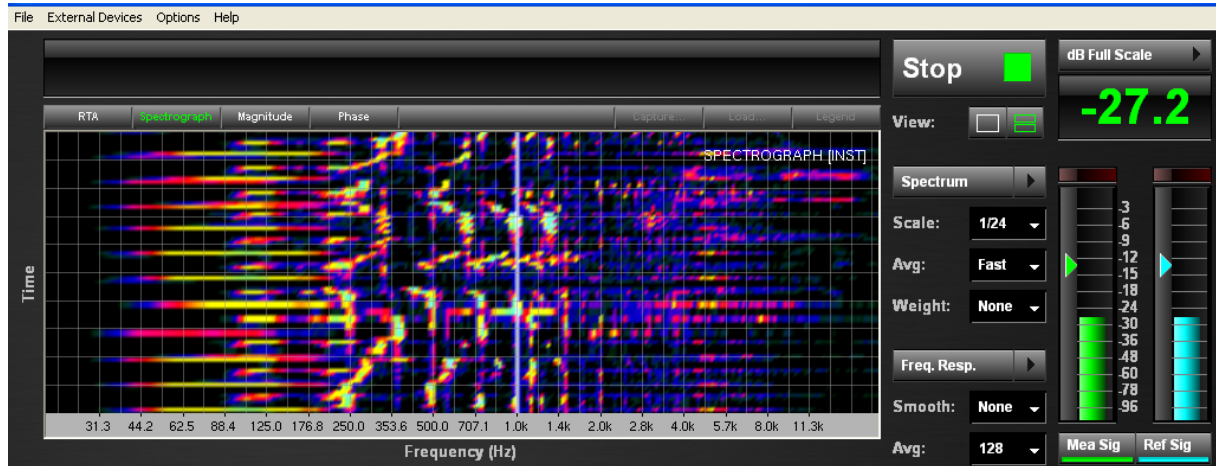 File External Devices Options Help
Stop
dB Full Scale
-27.2
RTA Spectrograph Magnitude Phase Capture... Load... Legend
View:
SPECTROGRAPH [INST]
Spectrum
Scale: 1/24
Avg: Fast
Weight: None
Freq. Resp.
Smooth: None
Avg: 128
-3
-6
-9
-12
-15
-18
-24
-30
-36
-48
-60
-78
-96
Mea Sig Ref Sig
Time
31.3 44.2 62.5 88.4 125.0 176.8 250.0 353.6 500.0 707.1 1.0k 1.4k 2.0k 2.8k 4.0k 5.7k 8.0k 11.3k
Frequency (Hz)